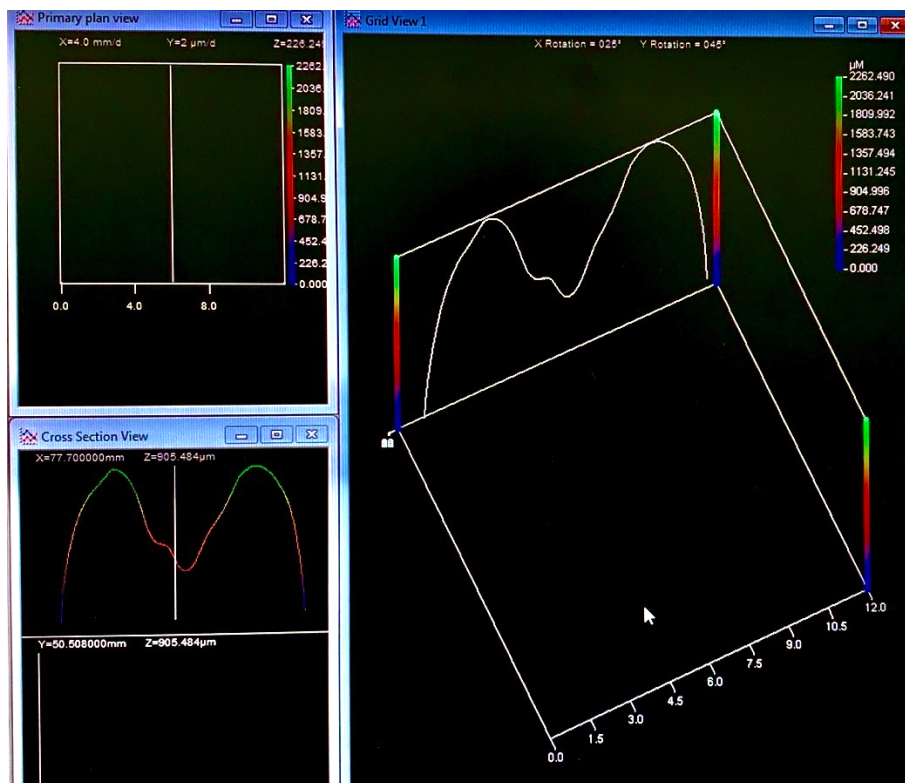 Primary plan view
X=4.0 mm/d Y=2 µm/d Z=226.249
2262.
2036.
1809.
1583.
1357.
1131.
904.9
678.7
452.4
226.2
0.000
0.0 4.0 8.0
Cross Section View
X=77.700000mm Z=905.484µm
Y=50.508000mm Z=905.484µm
Grid View 1
X Rotation = 025° Y Rotation = 045°
µM
2262.490
2036.241
1809.992
1583.743
1357.494
1131.245
904.996
678.747
452.498
226.249
0.000
0.0 1.5 3.0 4.5 6.0 7.5 9.0 10.5 12.0